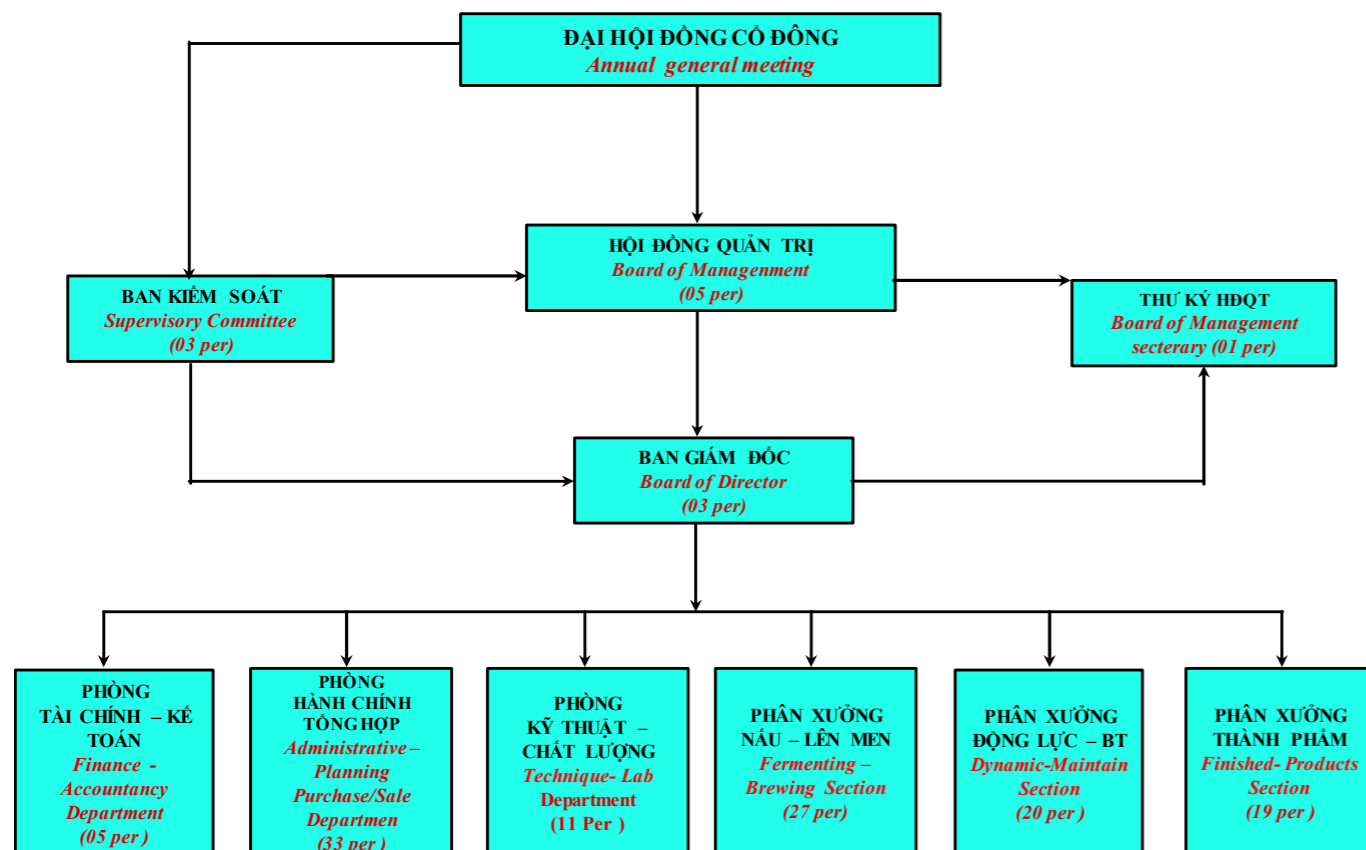 ĐẠI HỘI ĐỒNG CỔ ĐÔNG
Annual general meeting
HỘI ĐỒNG QUẢN TRỊ
Board of Managenment
(05 per)
BAN KIỂM SOÁT
Supervisory Committee
(03 per)
THƯ KÝ HĐQT
Board of Management
secterary (01 per)
BAN GIÁM ĐỐC
Board of Director
(03 per)
PHÒNG
TÀI CHÍNH – KẾ
TOÁN
Finance -
Accountancy
Department
(05 per )
PHÒNG
HÀNH CHÍNH
TỔNG HỢP
Administrative –
Planning
Purchase/Sale
Departmen
(33 per )
PHÒNG
KỸ THUẬT –
CHẤT LƯỢNG
Technique- Lab
Department
(11 Per )
PHÂN XƯỞNG
NẤU – LÊN MEN
Fermenting –
Brewing Section
(27 per)
PHÂN XƯỞNG
ĐỘNG LỰC – BT
Dynamic-Maintain
Section
(20 per )
PHÂN XƯỞNG
THÀNH PHẨM
Finished- Products
Section
(19 per )